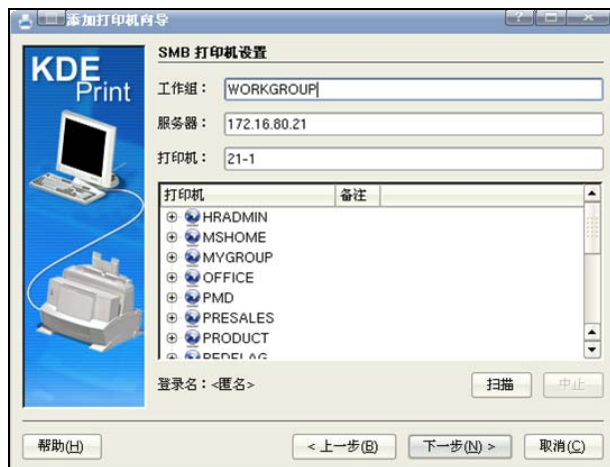 添加打印机向导
KDE
Print
SMB 打印机设置
工作组： WORKGROUP
服务器： 172.16.80.21
打印机： 21-1
打印机 备注
HRADMIN
MSHOME
MYGROUP
OFFICE
PMD
PRESALES
PRODUCT
REDFLAG
登录名：<匿名>
扫描 中止
帮助(H) < 上一步(B) 下一步(N) > 取消(C)